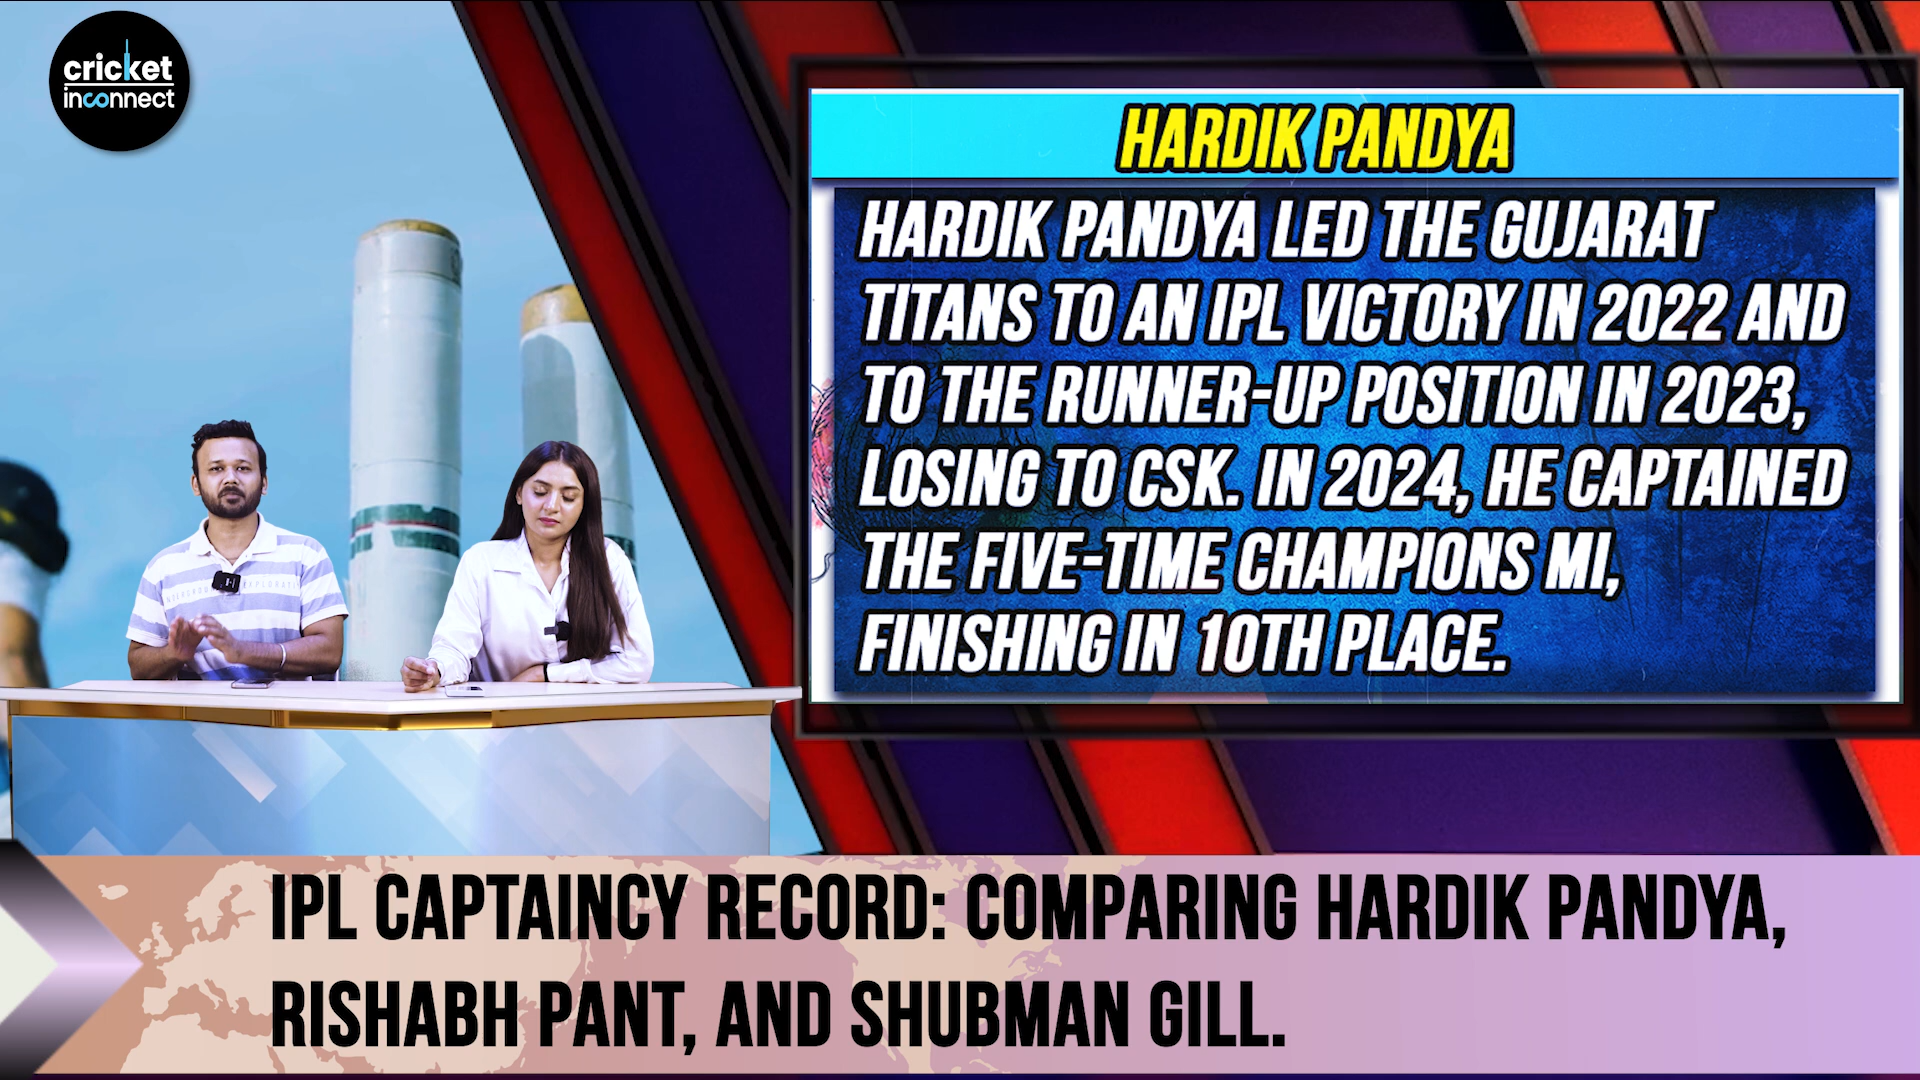 cricket
inconnect
HARDIK PANDYA
HARDIK PANDYA LED THE GUJARAT
TITANS TO AN IPL VICTORY IN 2022 AND
TO THE RUNNER-UP POSITION IN 2023,
LOSING TO CSK. IN 2024, HE CAPTAINED
THE FIVE-TIME CHAMPIONS MI,
FINISHING IN 10TH PLACE.
IPL CAPTAINCY RECORD: COMPARING HARDIK PANDYA,
RISHABH PANT, AND SHUBMAN GILL.